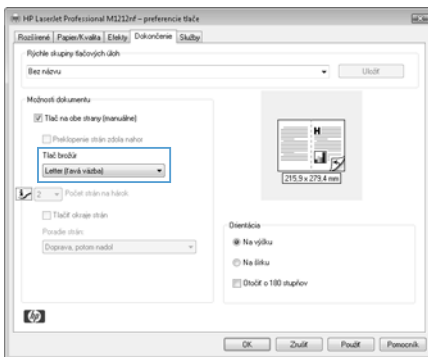 HP LaserJet Professional M1212nf – preferencie tlače
Rozšírené Papier/Kvalita Efekty Dokončenie Služby
Rýchle skupiny tlačových úloh
Bez názvu
Uložiť
Možnosti dokumentu
Tlač na obe strany (manuálne)
Preklopenie strán zdola nahor
Tlač brožúr
Letter (ľavá väzba)
2 Počet strán na hárok
Tlačiť okraje strán
Poradie strán:
Doprava, potom nadol
H
215,9 x 279,4 mm
Orientácia
Na výšku
Na šírku
Otočiť o 180 stupňov
hp
OK Zrušiť Použiť Pomocník